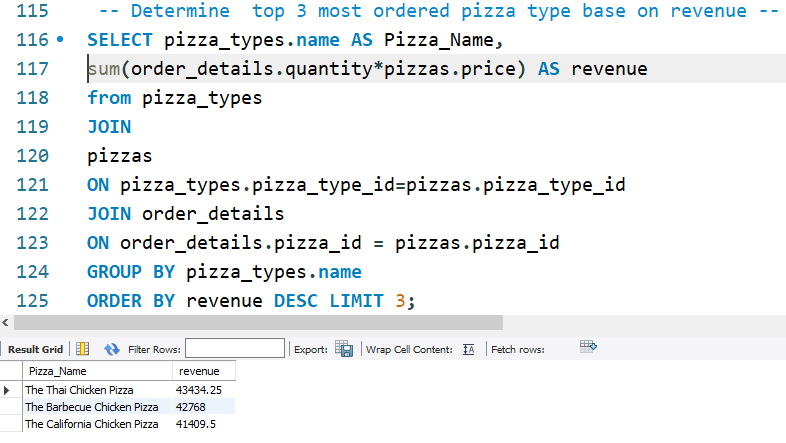 115 -- Determine  top 3 most ordered pizza type base on revenue --
116 SELECT pizza_types.name AS Pizza_Name,
117 sum(order_details.quantity*pizzas.price) AS revenue
118 from pizza_types
119 JOIN
120 pizzas
121 ON pizza_types.pizza_type_id=pizzas.pizza_type_id
122 JOIN order_details
123 ON order_details.pizza_id = pizzas.pizza_id
124 GROUP BY pizza_types.name
125 ORDER BY revenue DESC LIMIT 3;
Result Grid Filter Rows: Export: Wrap Cell Content: Fetch rows:
Pizza_Name revenue
The Thai Chicken Pizza 43434.25
The Barbecue Chicken Pizza 42768
The California Chicken Pizza 41409.5